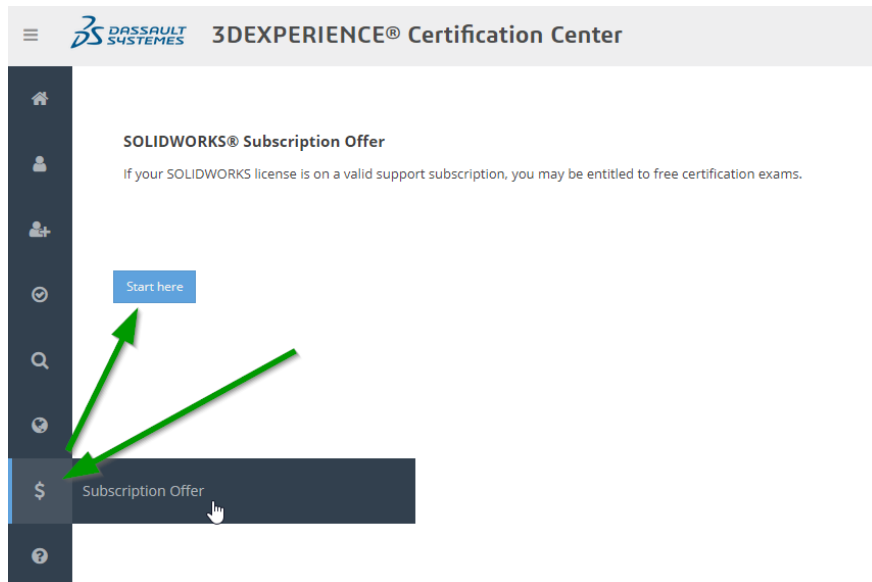 DASSAULT
SYSTEMES
3DEXPERIENCE® Certification Center
SOLIDWORKS® Subscription Offer
If your SOLIDWORKS license is on a valid support subscription, you may be entitled to free certification exams.
Start here
$
Subscription Offer
?